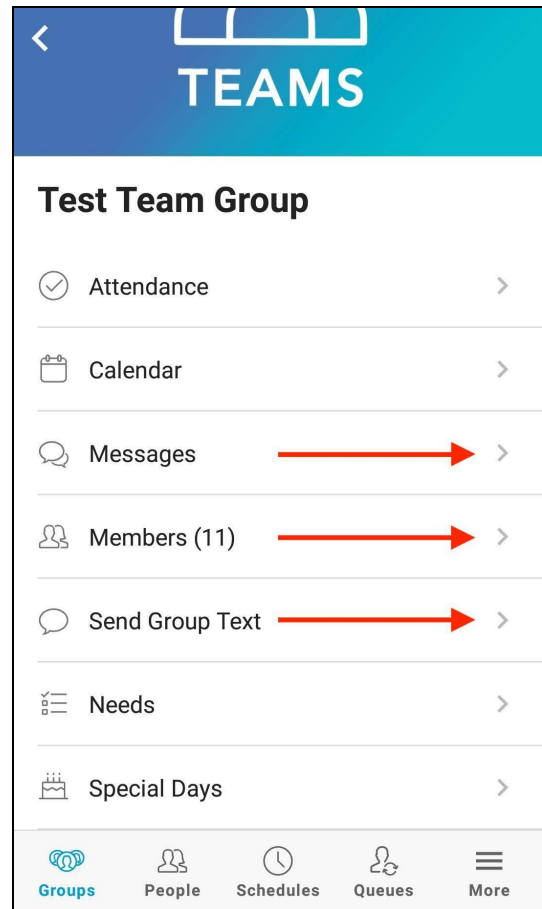 TEAMS
Test Team Group
Attendance
Calendar
Messages
Members (11)
Send Group Text
Needs
Special Days
Groups People Schedules Queues More